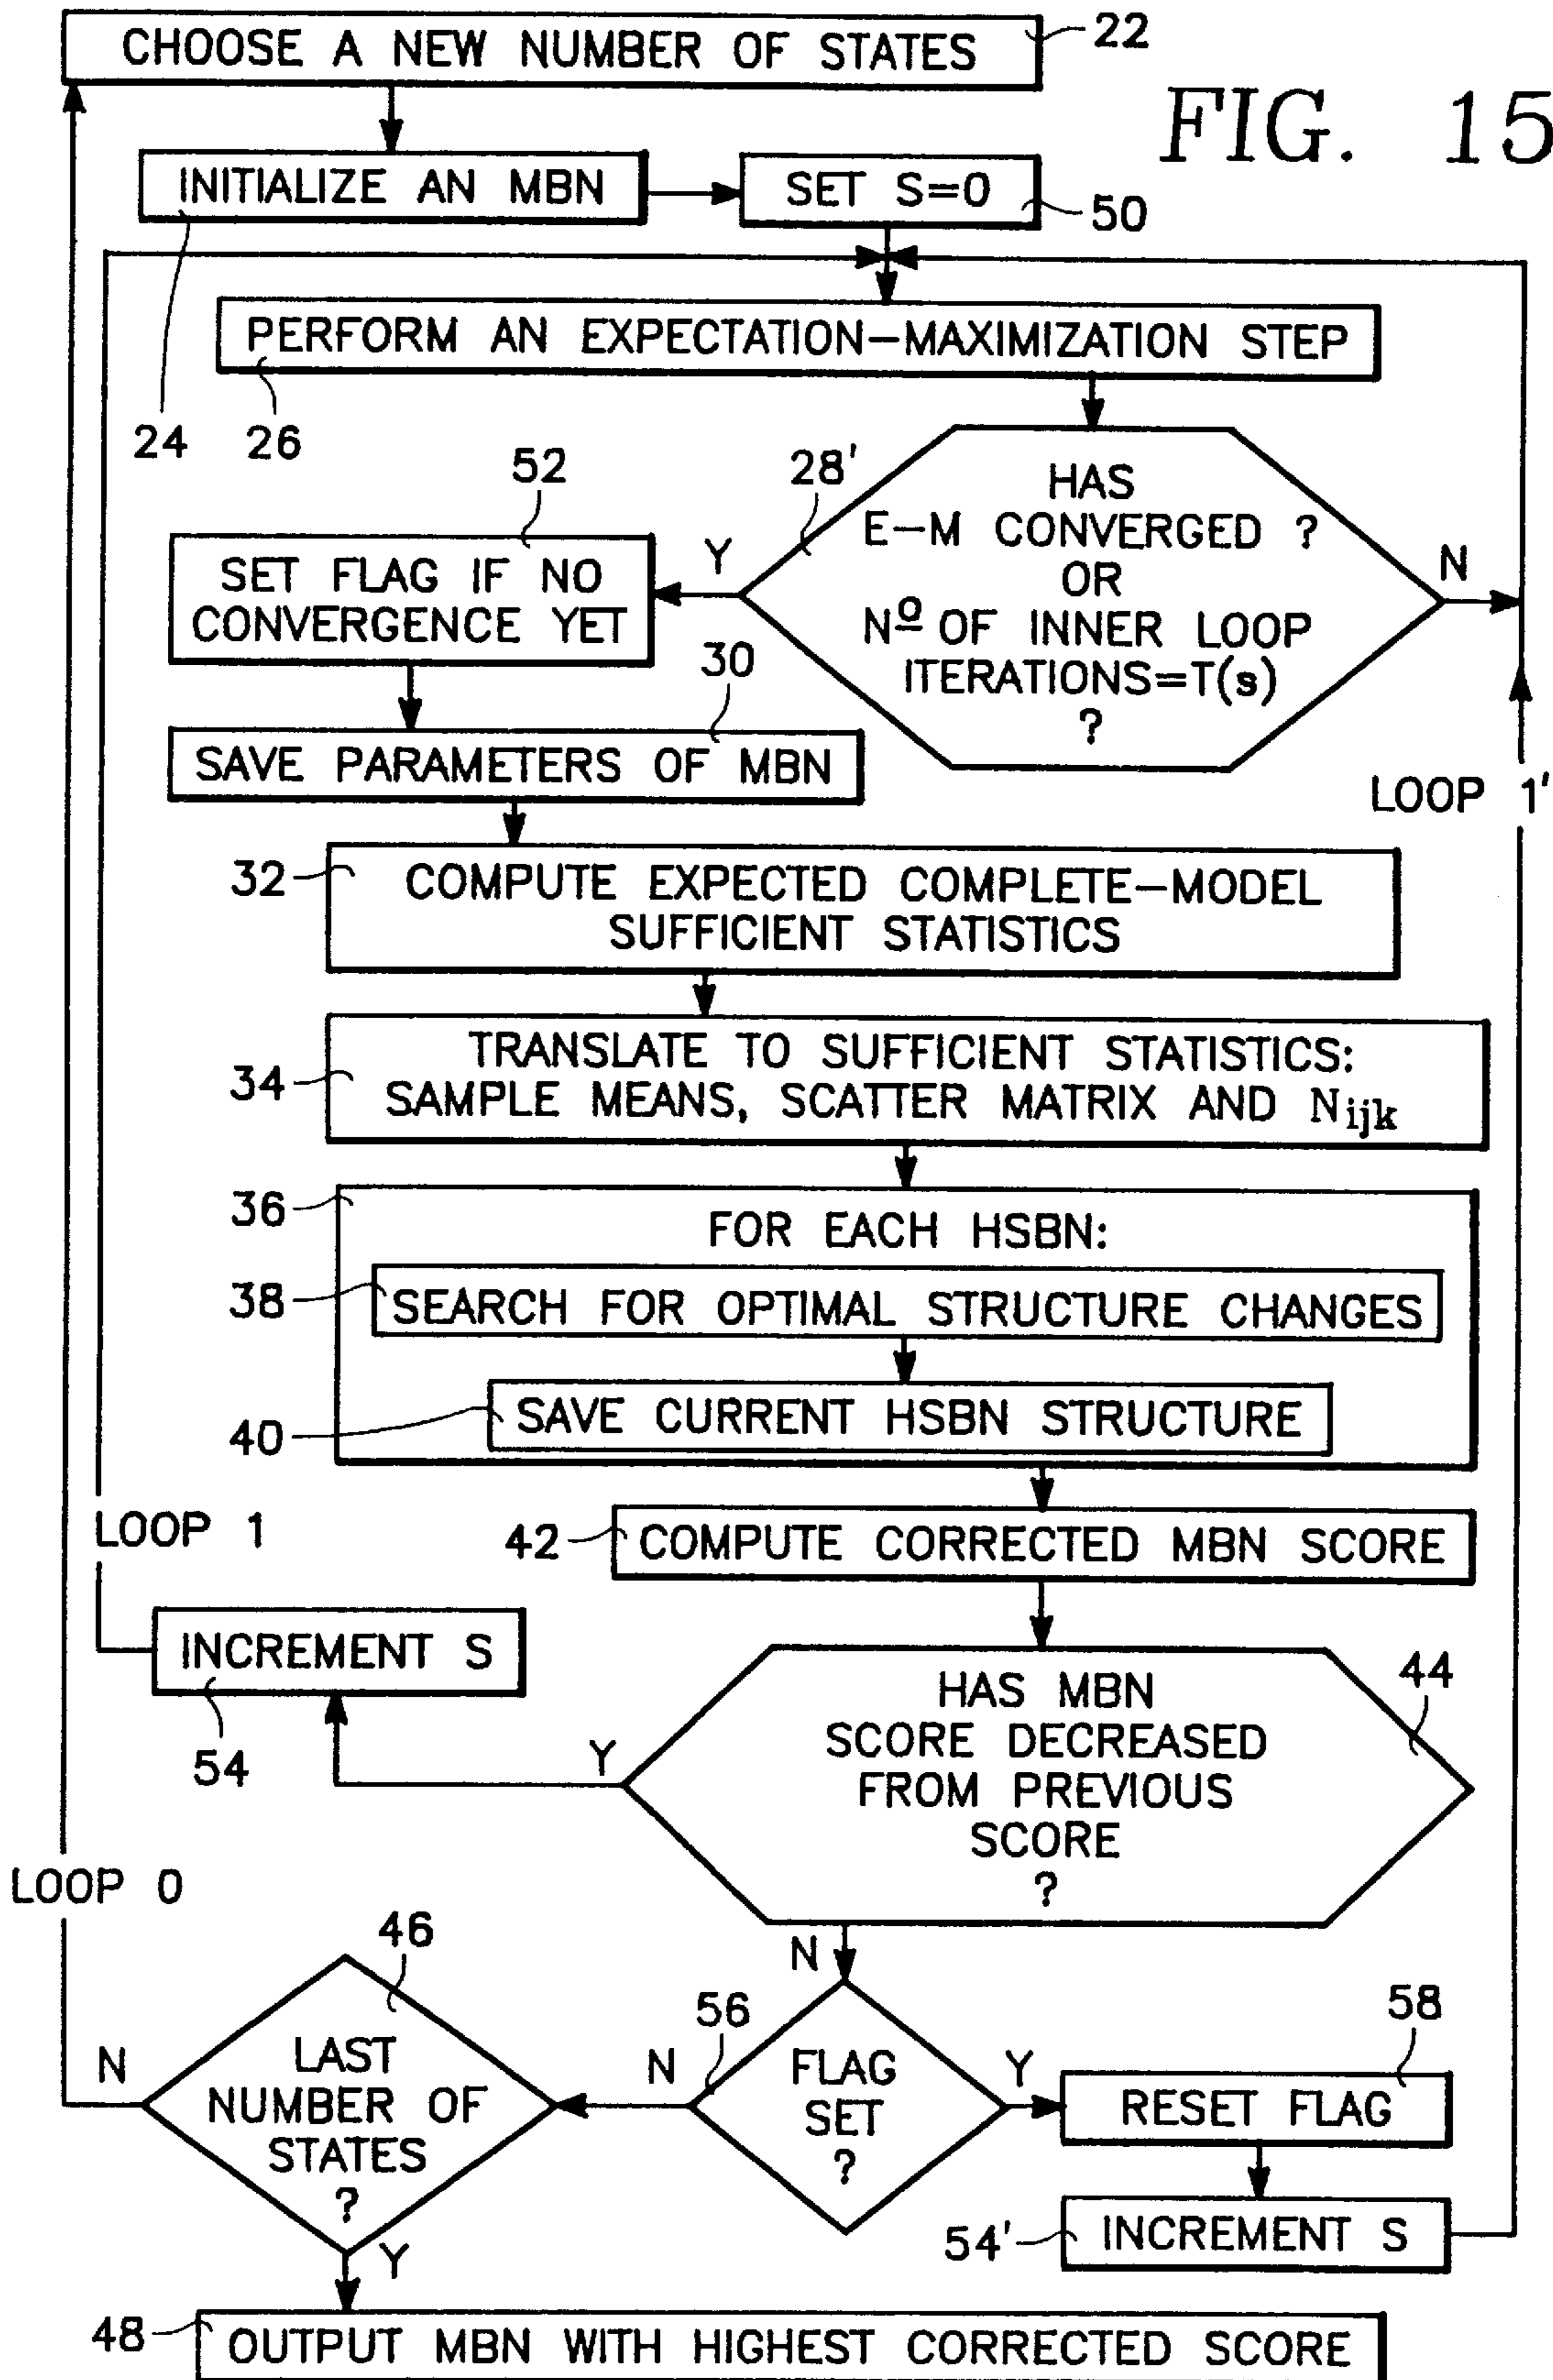 CHOOSE A NEW NUMBER OF STATES
22
FIG. 15
INITIALIZE AN MBN
SET S=0
50
PERFORM AN EXPECTATION-MAXIMIZATION STEP
24
26
52
28'
HAS
E-M CONVERGED ?
OR
Nº OF INNER LOOP
ITERATIONS=T(s)
?
Y
N
SET FLAG IF NO
CONVERGENCE YET
30
SAVE PARAMETERS OF MBN
LOOP 1'
32
COMPUTE EXPECTED COMPLETE-MODEL
SUFFICIENT STATISTICS
34
TRANSLATE TO SUFFICIENT STATISTICS:
SAMPLE MEANS, SCATTER MATRIX AND Nijk
36
FOR EACH HSBN:
38
SEARCH FOR OPTIMAL STRUCTURE CHANGES
40
SAVE CURRENT HSBN STRUCTURE
LOOP 1
42
COMPUTE CORRECTED MBN SCORE
INCREMENT S
54
44
HAS MBN
SCORE DECREASED
FROM PREVIOUS
SCORE
?
Y
N
LOOP 0
46
LAST
NUMBER OF
STATES
?
N
Y
56
FLAG
SET
?
N
Y
58
RESET FLAG
54'
INCREMENT S
48
OUTPUT MBN WITH HIGHEST CORRECTED SCORE